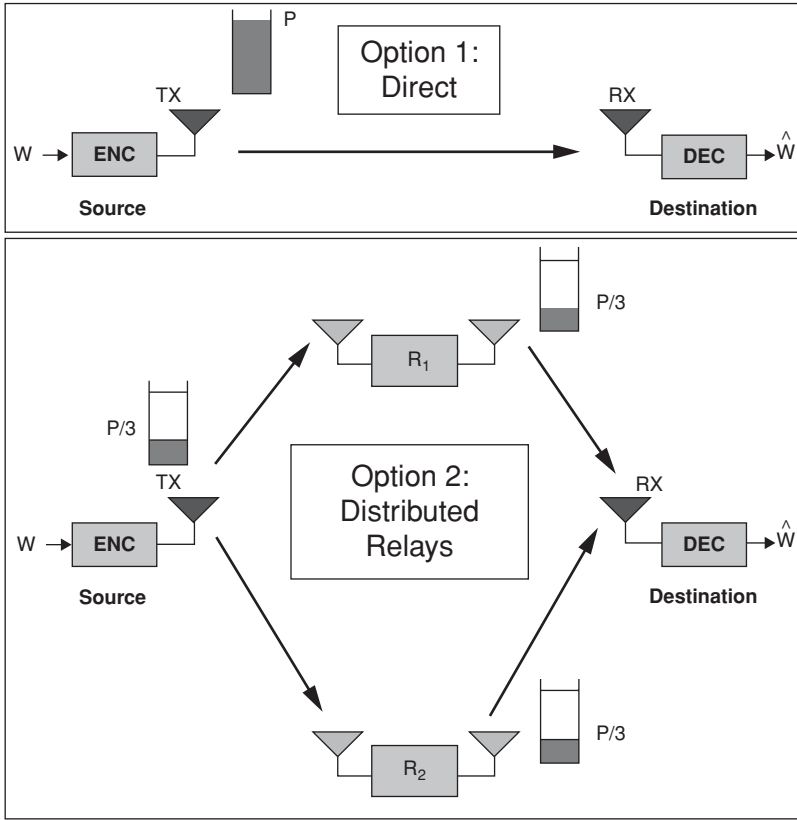 P
Option 1:
Direct
TX
RX
W
ENC
DEC
Ŵ
Source
Destination
P/3
R₁
P/3
TX
Option 2:
Distributed
Relays
RX
W
ENC
DEC
Ŵ
Source
Destination
P/3
R₂